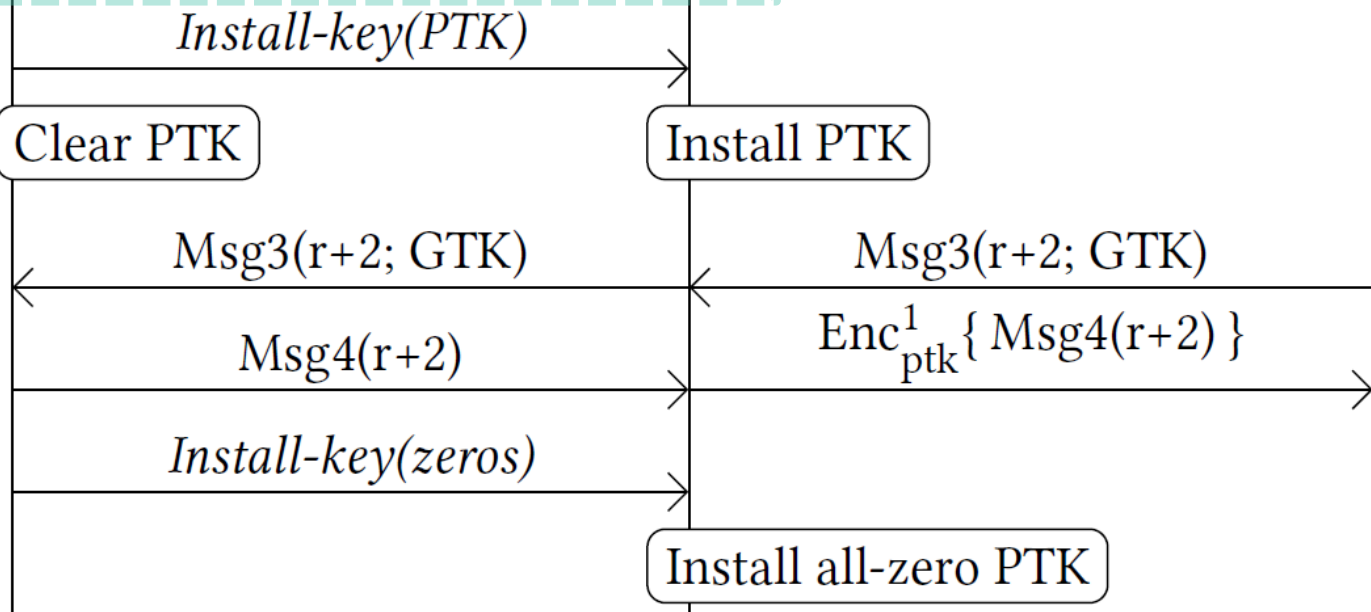 Install-key(PTK)
Clear PTK
Install PTK
Msg3(r+2; GTK)
Msg3(r+2; GTK)
Msg4(r+2)
Enc¹ptk{ Msg4(r+2) }
Install-key(zeros)
Install all-zero PTK